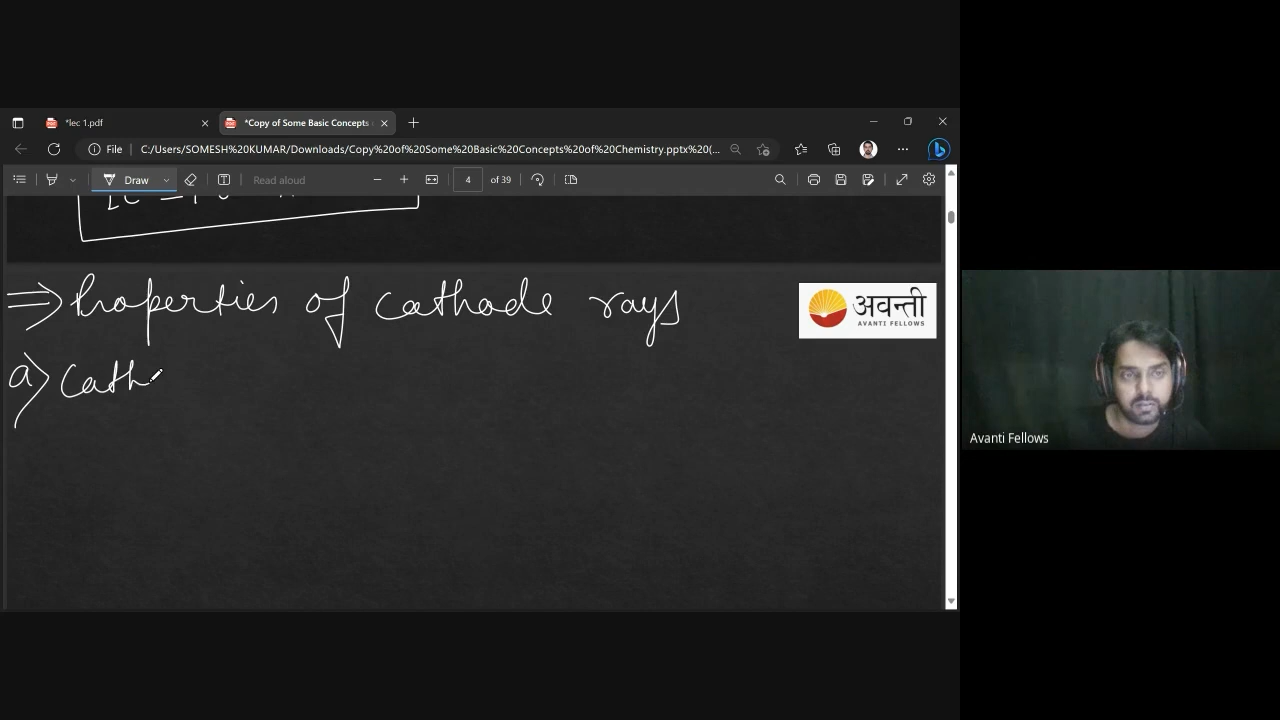 *lec 1.pdf
*Copy of Some Basic Concepts
File
C:/Users/SOMESH%20KUMAR/Downloads/Copy%20of%20Some%20Basic%20Concepts%20of%20Chemistry.pptx%20(...
Draw
Read aloud
4 of 39
⇒ Properties of cathode rays
a) Cath
अवन्ती
AVANTI FELLOWS
Avanti Fellows